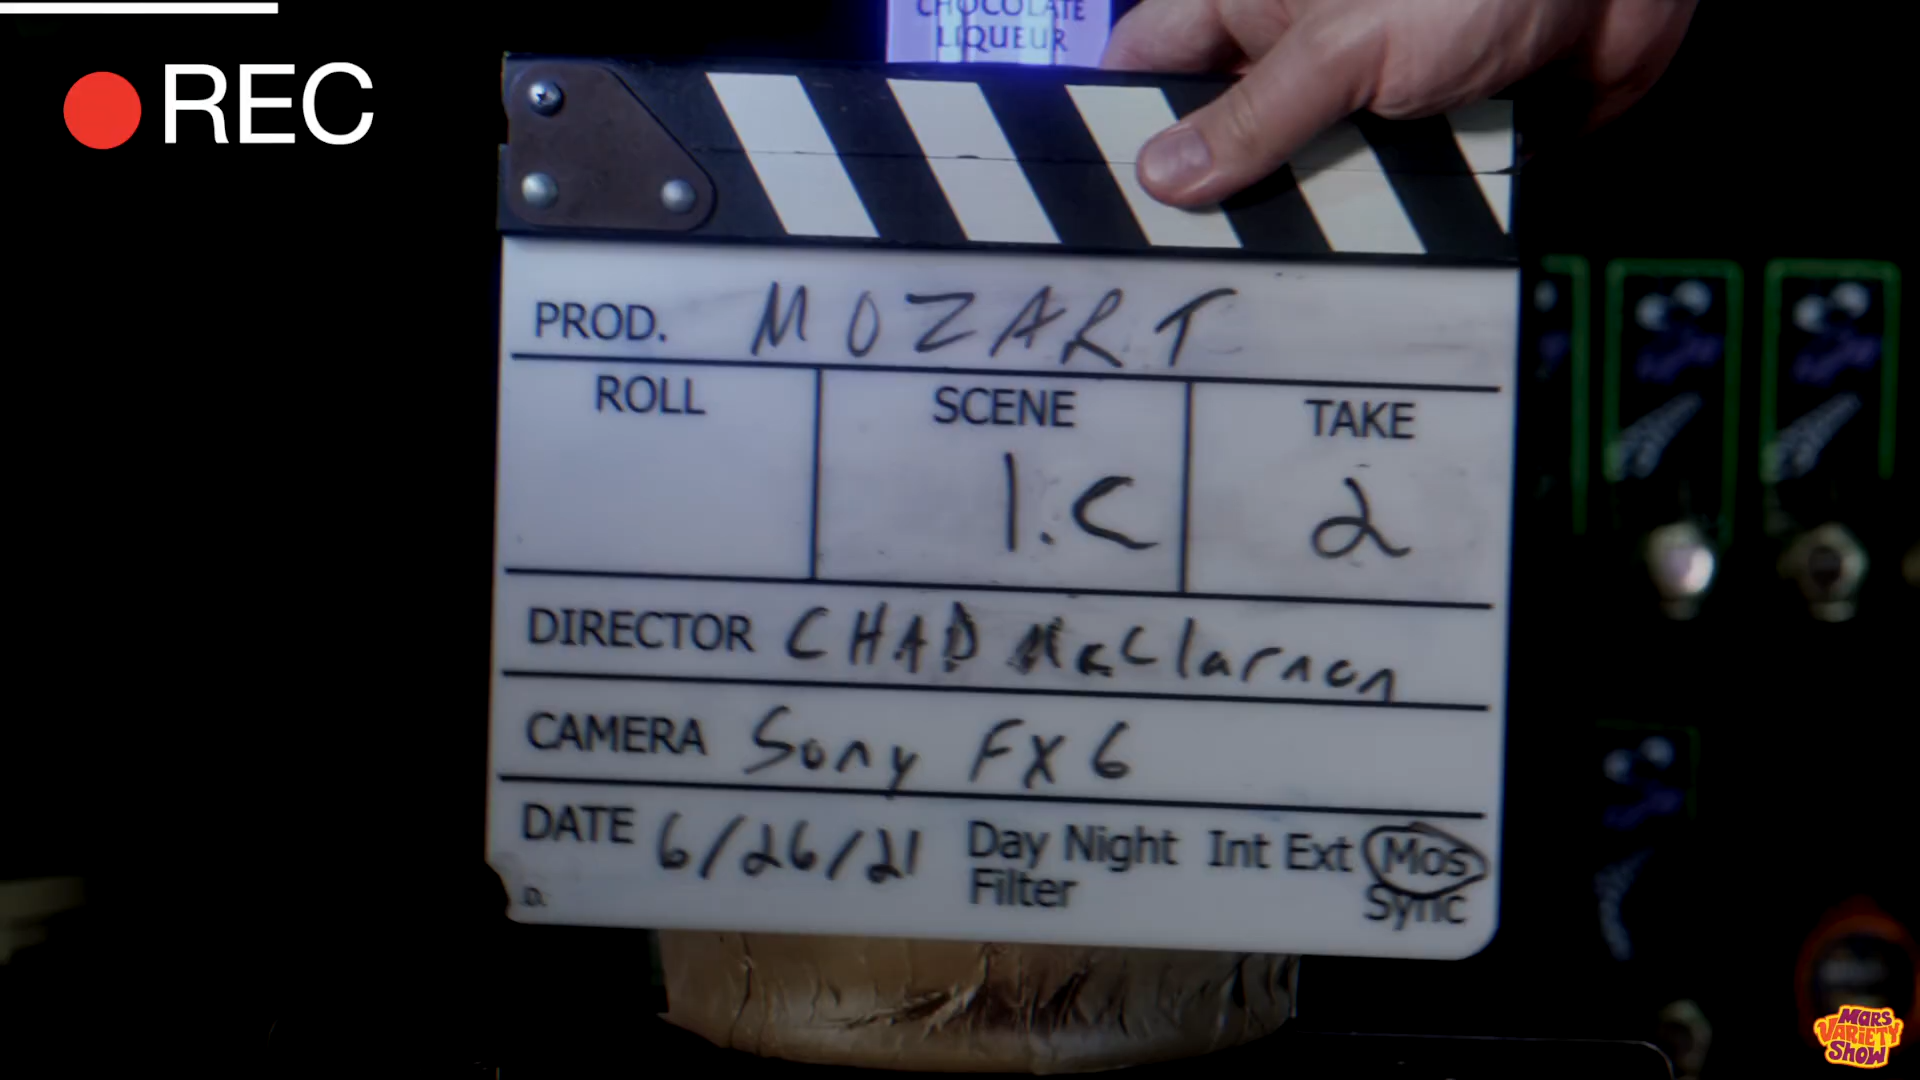 CHOCOLATE
LIQUEUR
REC
PROD. MOZART
ROLL SCENE TAKE
1.C 2
DIRECTOR CHAD McClarnon
CAMERA Sony FX6
DATE 6/26/21 Day Night Int Ext Mos
Filter Sync
.D.
MARS
VARIETY
SHOW